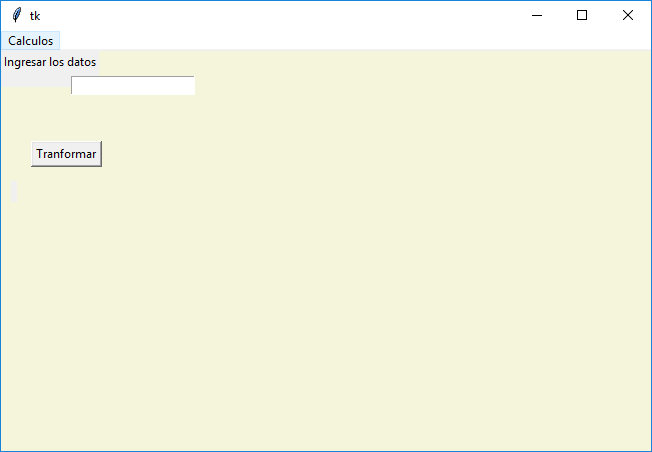 tk
Calculos
Ingresar los datos
Tranformar